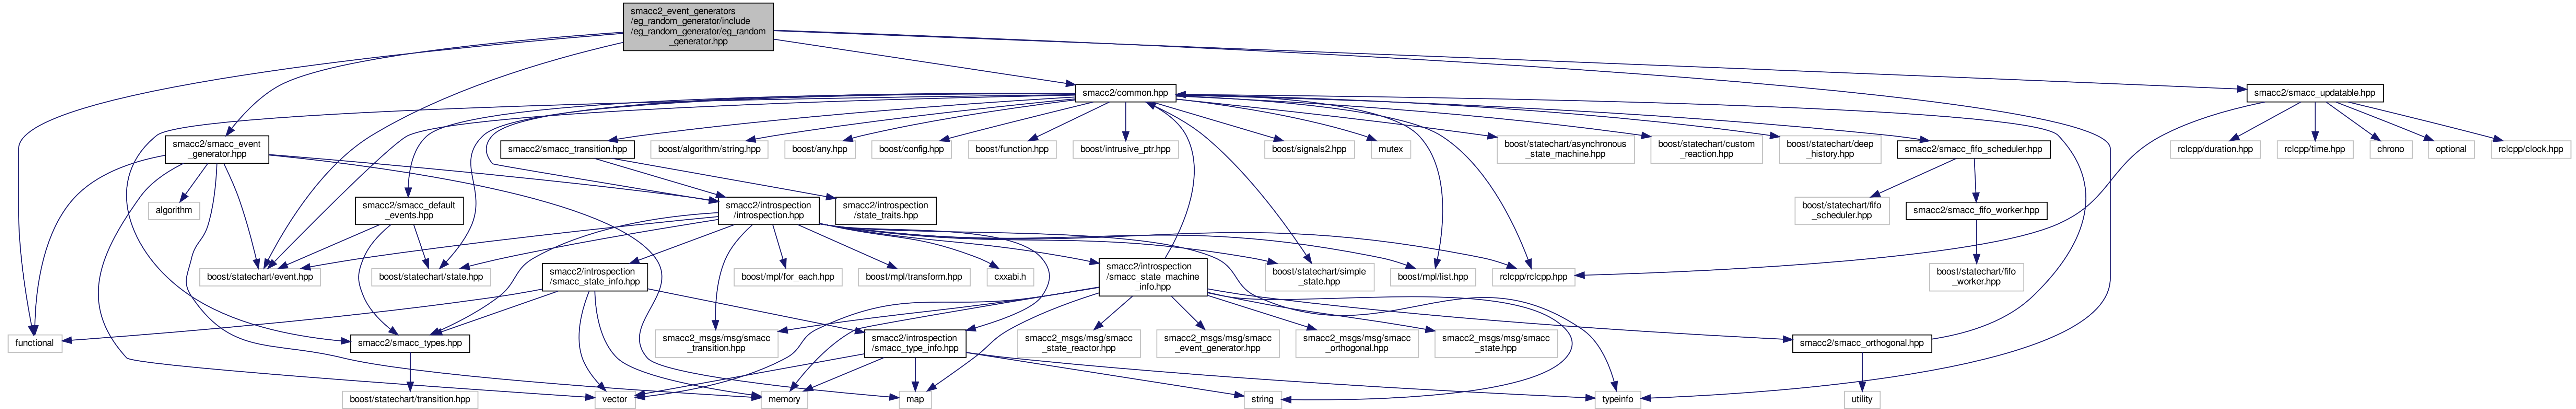 smacc2_event_generators
/eg_random_generator/include
/eg_random_generator/eg_random
_generator.hpp
smacc2/common.hpp
smacc2/smacc_updatable.hpp
smacc2/smacc_event
_generator.hpp
smacc2/smacc_transition.hpp
boost/algorithm/string.hpp
boost/any.hpp
boost/config.hpp
boost/function.hpp
boost/intrusive_ptr.hpp
boost/signals2.hpp
mutex
boost/statechart/asynchronous
_state_machine.hpp
boost/statechart/custom
_reaction.hpp
boost/statechart/deep
_history.hpp
smacc2/smacc_fifo_scheduler.hpp
rclcpp/duration.hpp
rclcpp/time.hpp
chrono
optional
rclcpp/clock.hpp
algorithm
smacc2/smacc_default
_events.hpp
smacc2/introspection
/introspection.hpp
smacc2/introspection
/state_traits.hpp
boost/statechart/fifo
_scheduler.hpp
smacc2/smacc_fifo_worker.hpp
boost/statechart/event.hpp
boost/statechart/state.hpp
smacc2/introspection
/smacc_state_info.hpp
boost/mpl/for_each.hpp
boost/mpl/transform.hpp
cxxabi.h
smacc2/introspection
/smacc_state_machine
_info.hpp
boost/statechart/simple
_state.hpp
boost/mpl/list.hpp
rclcpp/rclcpp.hpp
boost/statechart/fifo
_worker.hpp
functional
smacc2/smacc_types.hpp
smacc2_msgs/msg/smacc
_transition.hpp
smacc2/introspection
/smacc_type_info.hpp
smacc2_msgs/msg/smacc
_state_reactor.hpp
smacc2_msgs/msg/smacc
_event_generator.hpp
smacc2_msgs/msg/smacc
_orthogonal.hpp
smacc2_msgs/msg/smacc
_state.hpp
smacc2/smacc_orthogonal.hpp
boost/statechart/transition.hpp
vector
memory
map
string
typeinfo
utility